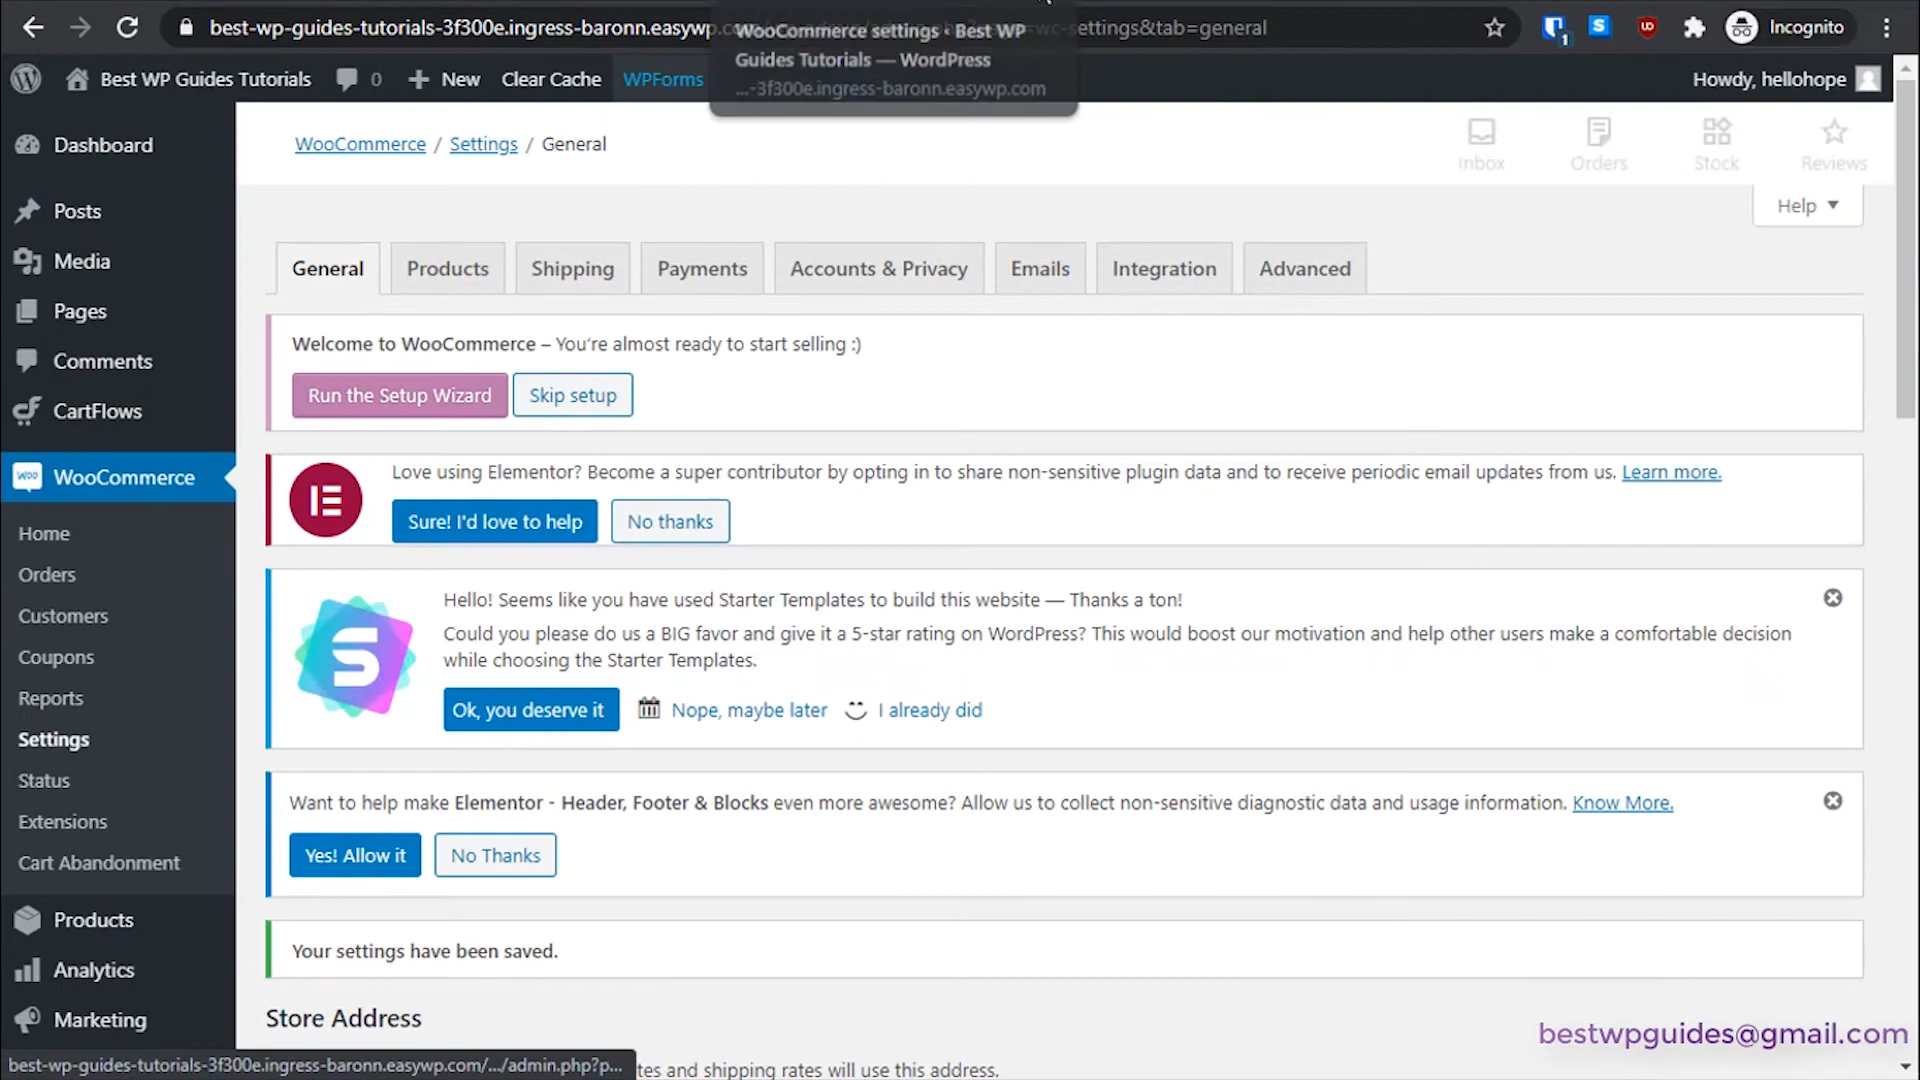 best-wp-guides-tutorials-3f300e.ingress-baronn.easywp.co
wc-settings&tab=general
1
Incognito
WooCommerce settings ‹ Best WP
Guides Tutorials — WordPress
...-3f300e.ingress-baronn.easywp.com
Best WP Guides Tutorials
0
New
Clear Cache
WPForms
Howdy, hellohope
Dashboard
Posts
Media
Pages
Comments
CartFlows
WooCommerce
Home
Orders
Customers
Coupons
Reports
Settings
Status
Extensions
Cart Abandonment
Products
Analytics
Marketing
WooCommerce / Settings / General
Inbox
Orders
Stock
Reviews
Help
General
Products
Shipping
Payments
Accounts & Privacy
Emails
Integration
Advanced
Welcome to WooCommerce – You're almost ready to start selling :)
Run the Setup Wizard
Skip setup
Love using Elementor? Become a super contributor by opting in to share non-sensitive plugin data and to receive periodic email updates from us. Learn more.
Sure! I'd love to help
No thanks
Hello! Seems like you have used Starter Templates to build this website — Thanks a ton!
Could you please do us a BIG favor and give it a 5-star rating on WordPress? This would boost our motivation and help other users make a comfortable decision
while choosing the Starter Templates.
Ok, you deserve it
Nope, maybe later
I already did
Want to help make Elementor - Header, Footer & Blocks even more awesome? Allow us to collect non-sensitive diagnostic data and usage information. Know More.
Yes! Allow it
No Thanks
Your settings have been saved.
Store Address
bestwpguides@gmail.com
best-wp-guides-tutorials-3f300e.ingress-baronn.easywp.com/.../admin.php?p...
tes and shipping rates will use this address.